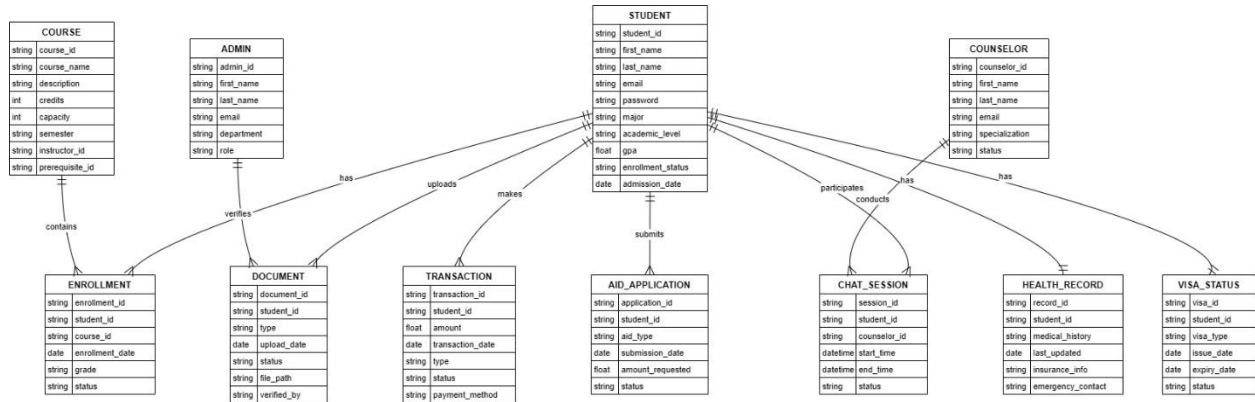 COURSE
string course_id
string course_name
string description
int credits
int capacity
string semester
string instructor_id
string prerequisite_id
ADMIN
string admin_id
string first_name
string last_name
string email
string department
string role
STUDENT
string student_id
string first_name
string last_name
string email
string password
string major
string academic_level
float gpa
string enrollment_status
date admission_date
COUNSELOR
string counselor_id
string first_name
string last_name
string email
string specialization
string status
has
uploads
makes
participates
has
has
verifies
conducts
contains
submits
ENROLLMENT
string enrollment_id
string student_id
string course_id
date enrollment_date
string grade
string status
DOCUMENT
string document_id
string student_id
string type
date upload_date
string status
string file_path
string verified_by
TRANSACTION
string transaction_id
string student_id
float amount
date transaction_date
string type
string status
string payment_method
AID_APPLICATION
string application_id
string student_id
string aid_type
date submission_date
float amount_requested
string status
CHAT_SESSION
string session_id
string student_id
string counselor_id
datetime start_time
datetime end_time
string status
HEALTH_RECORD
string record_id
string student_id
string medical_history
date last_updated
string insurance_info
string emergency_contact
VISA_STATUS
string visa_id
string student_id
string visa_type
date issue_date
date expiry_date
string status